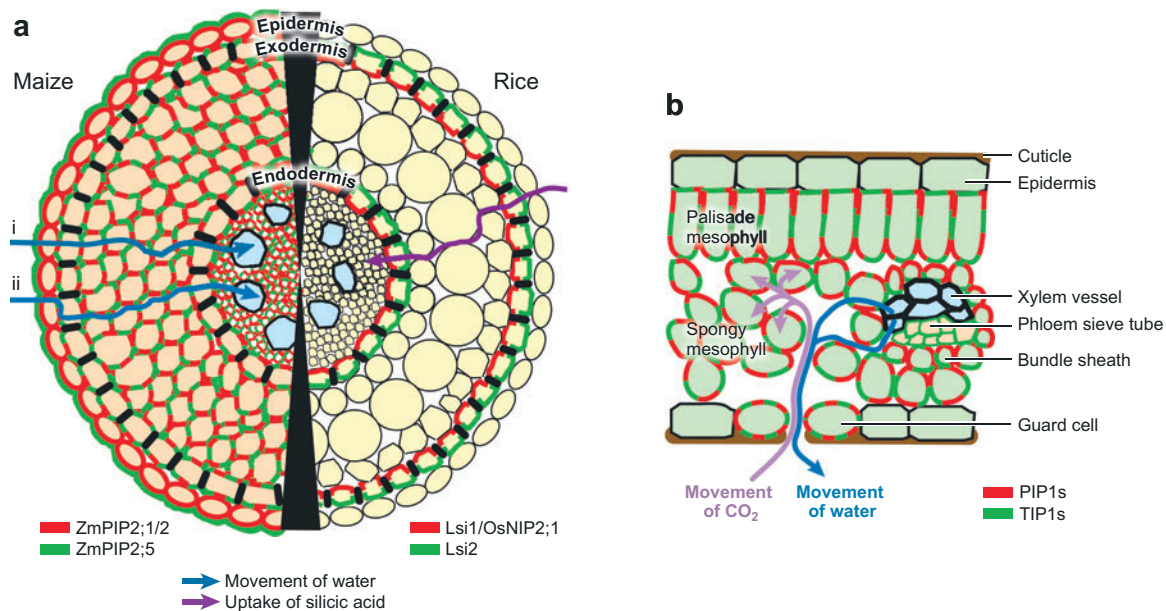 a
Maize
Epidermis
Exodermis
Rice
Endodermis
i
ii
ZmPIP2;1/2
ZmPIP2;5
Lsi1/OsNIP2;1
Lsi2
Movement of water
Uptake of silicic acid
b
Cuticle
Epidermis
Palisade
mesophyll
Xylem vessel
Phloem sieve tube
Spongy
mesophyll
Bundle sheath
Guard cell
Movement
of CO₂
Movement
of water
PIP1s
TIP1s